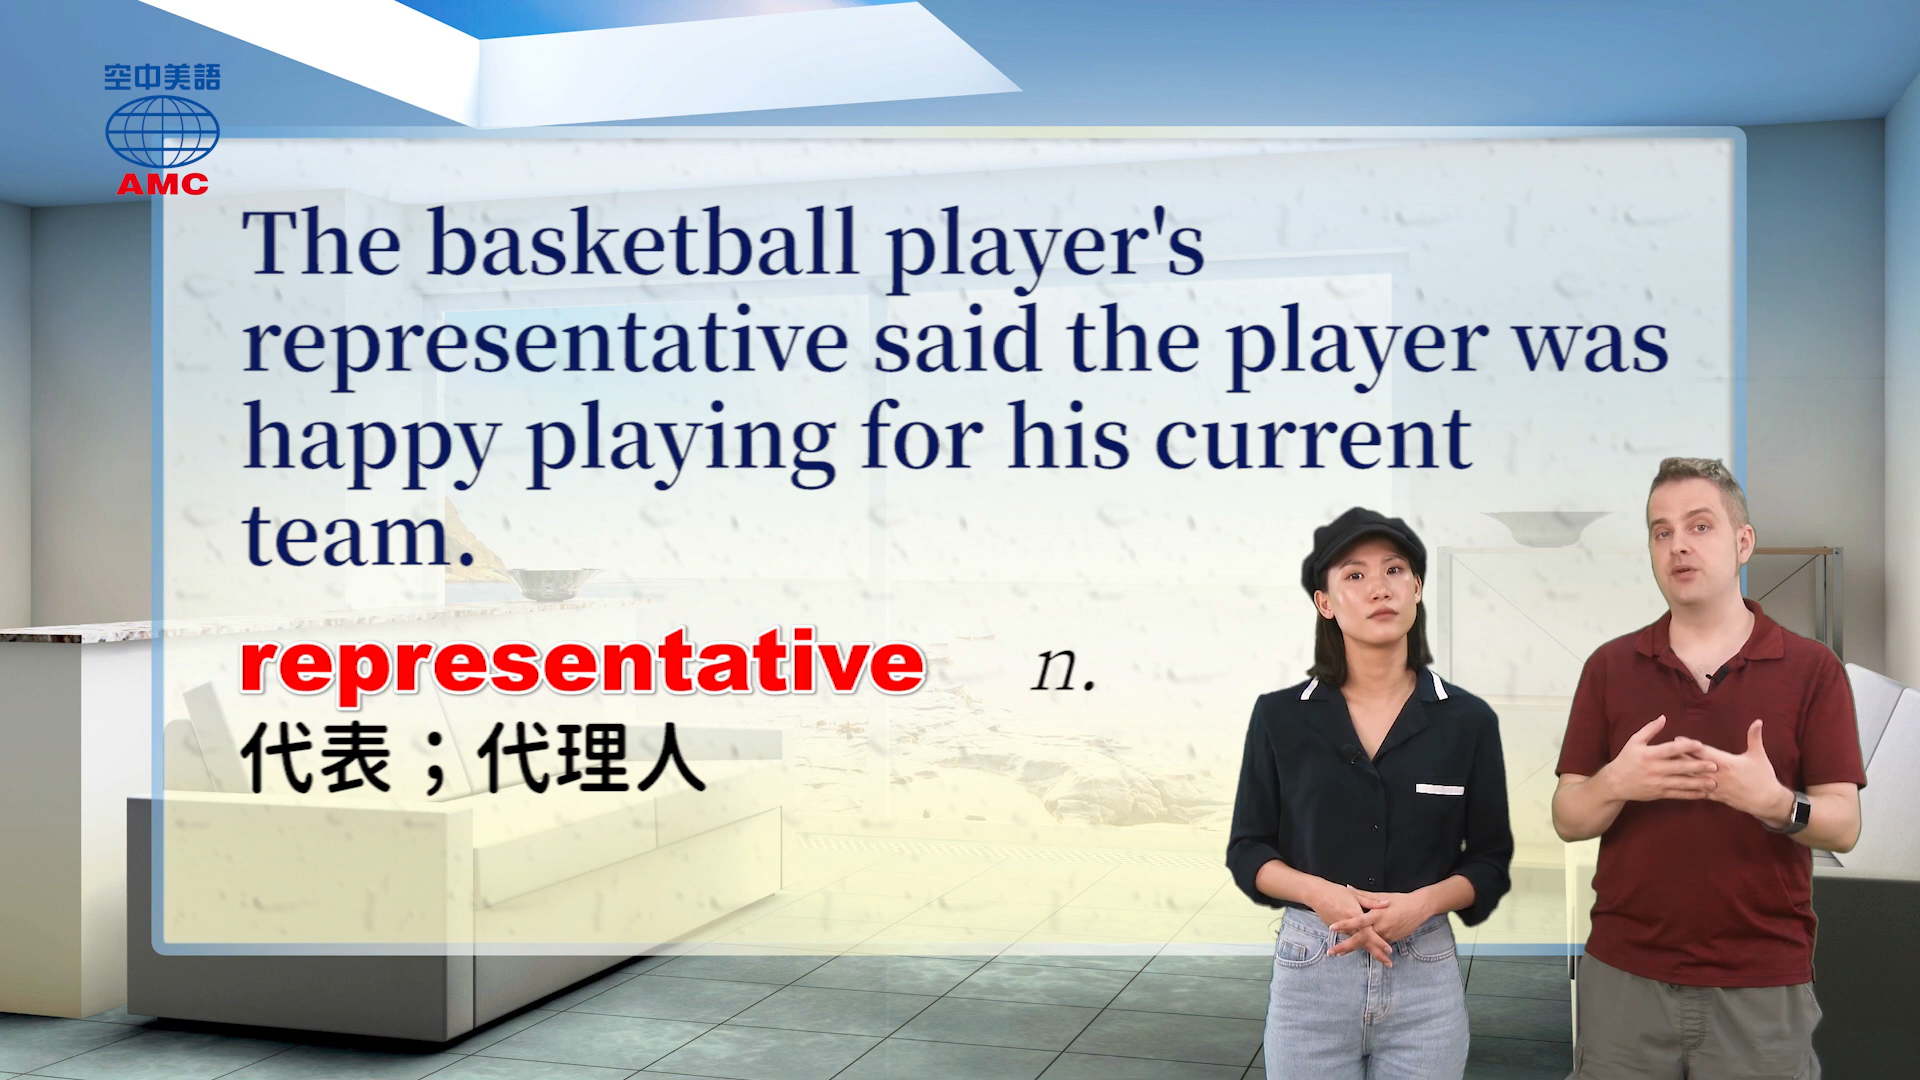 空中美語
AMC
The basketball player's
representative said the player was
happy playing for his current
team.
representative n.
代表；代理人